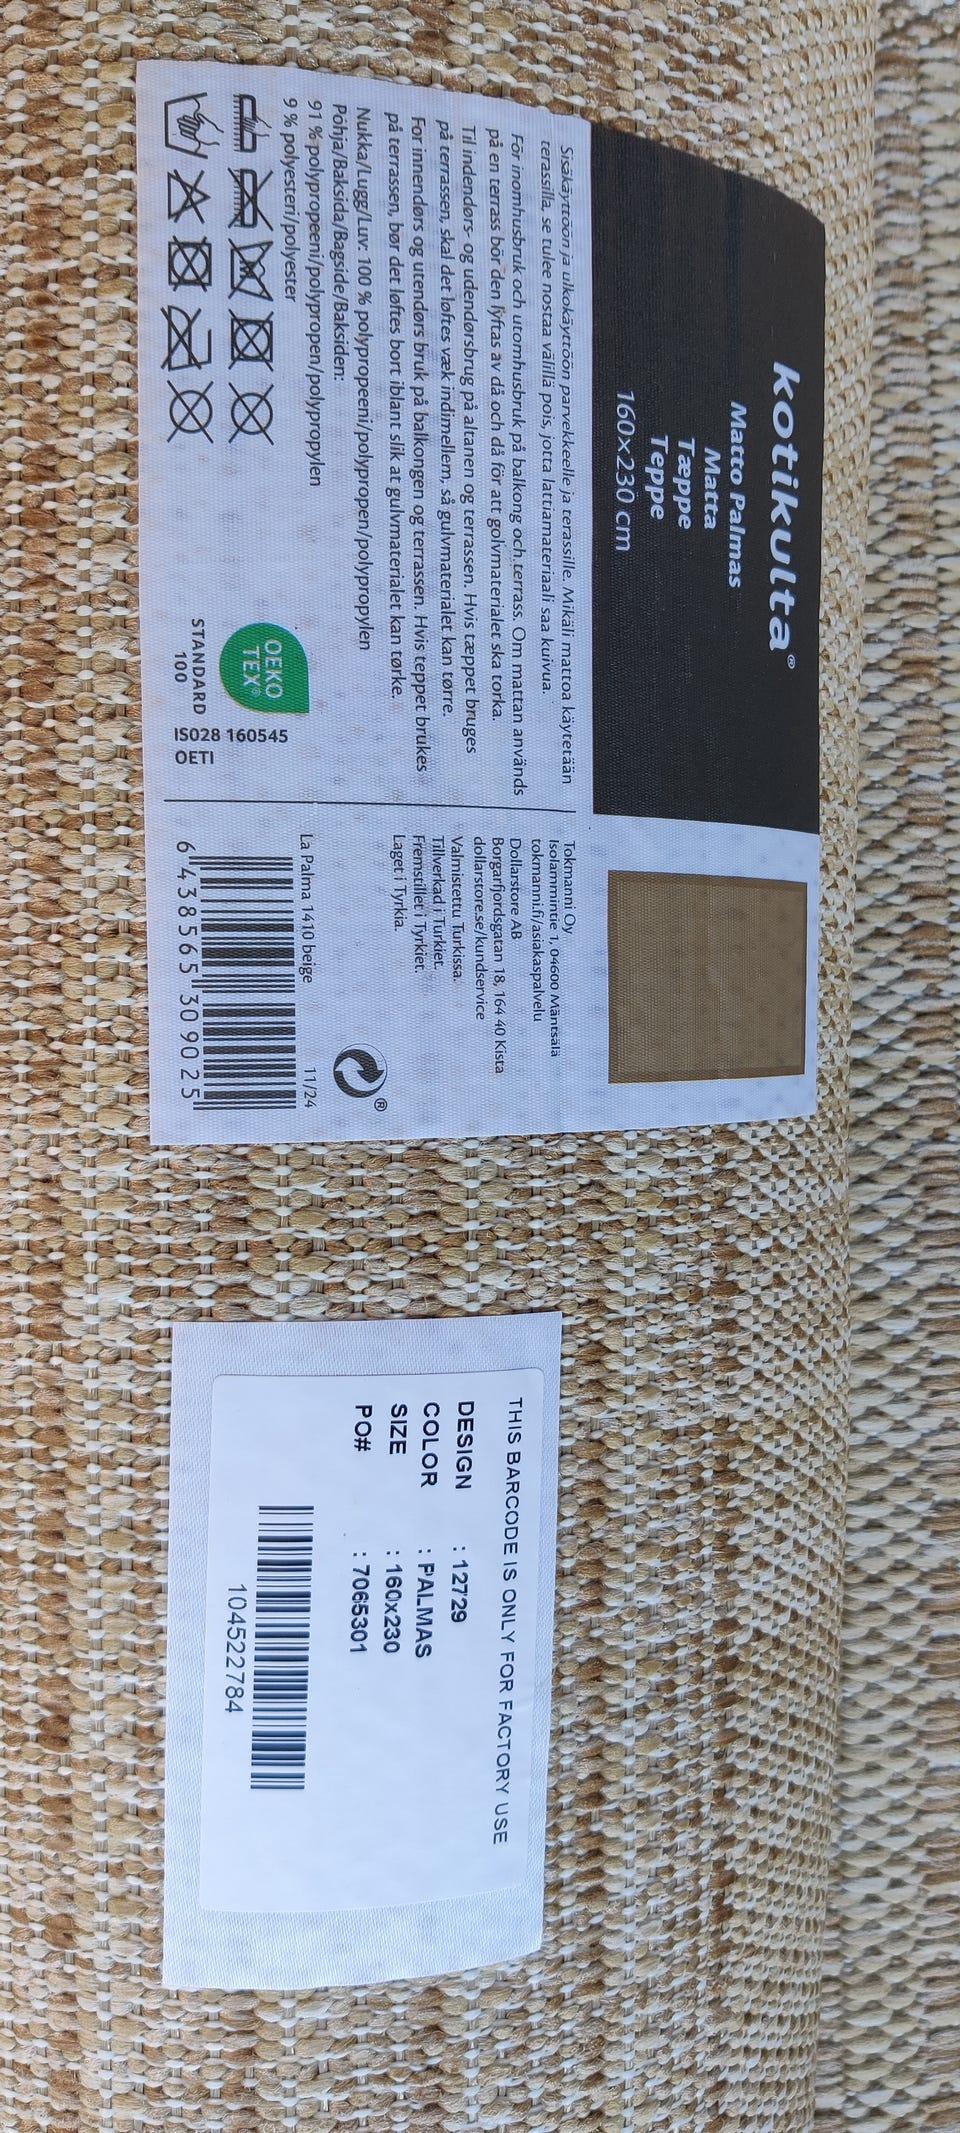 kotikulta®
Matto Palmas
Matta
Tæppe
Teppe
160x230 cm
Sisäkäyttöön ja ulkokäyttöön parvekkeelle ja terassille. Mikäli mattoa käytetään
terassilla, se tulee nostaa välillä pois, jotta lattiamateriaali saa kuivua.
För inomhusbruk och utomhusbruk på balkong och terrass. Om mattan används
på en terrass bör den lyftas av då och då för att golvmaterialet ska torka.
Til indendørs- og udendørsbrug på altanen og terrassen. Hvis tæppet bruges
på terrassen, skal det løftes væk indimellem, så gulvmaterialet kan tørre.
For innendørs og utendørs bruk på balkongen og terrassen. Hvis teppet brukes
på terrassen, bør det løftes bort iblant slik at gulvmaterialet kan tørke.
Nukka/Lugg/Luv: 100 % polypropeeni/polypropen/polypropylen
Pohja/Baksida/Bagside/Baksiden:
91 % polypropeeni/polypropen/polypropylen
9 % polyesteri/polyester
OEKO
TEX®
STANDARD
100
IS028 160545
OETI
Tokmanni Oy
Isolammintie 1, 04600 Mäntsälä
tokmanni.fi/asiakaspalvelu
Dollarstore AB
Borgarfjordsgatan 18, 164 40 Kista
dollarstore.se/kundservice
Valmistettu Turkissa.
Tillverkad i Turkiet.
Fremstillet i Tyrkiet.
Laget i Tyrkia.
®
La Palma 1410 beige 11/24
6 438565 309025
THIS BARCODE IS ONLY FOR FACTORY USE
DESIGN : 12729
COLOR : PALMAS
SIZE : 160x230
PO# : 7065301
104522784